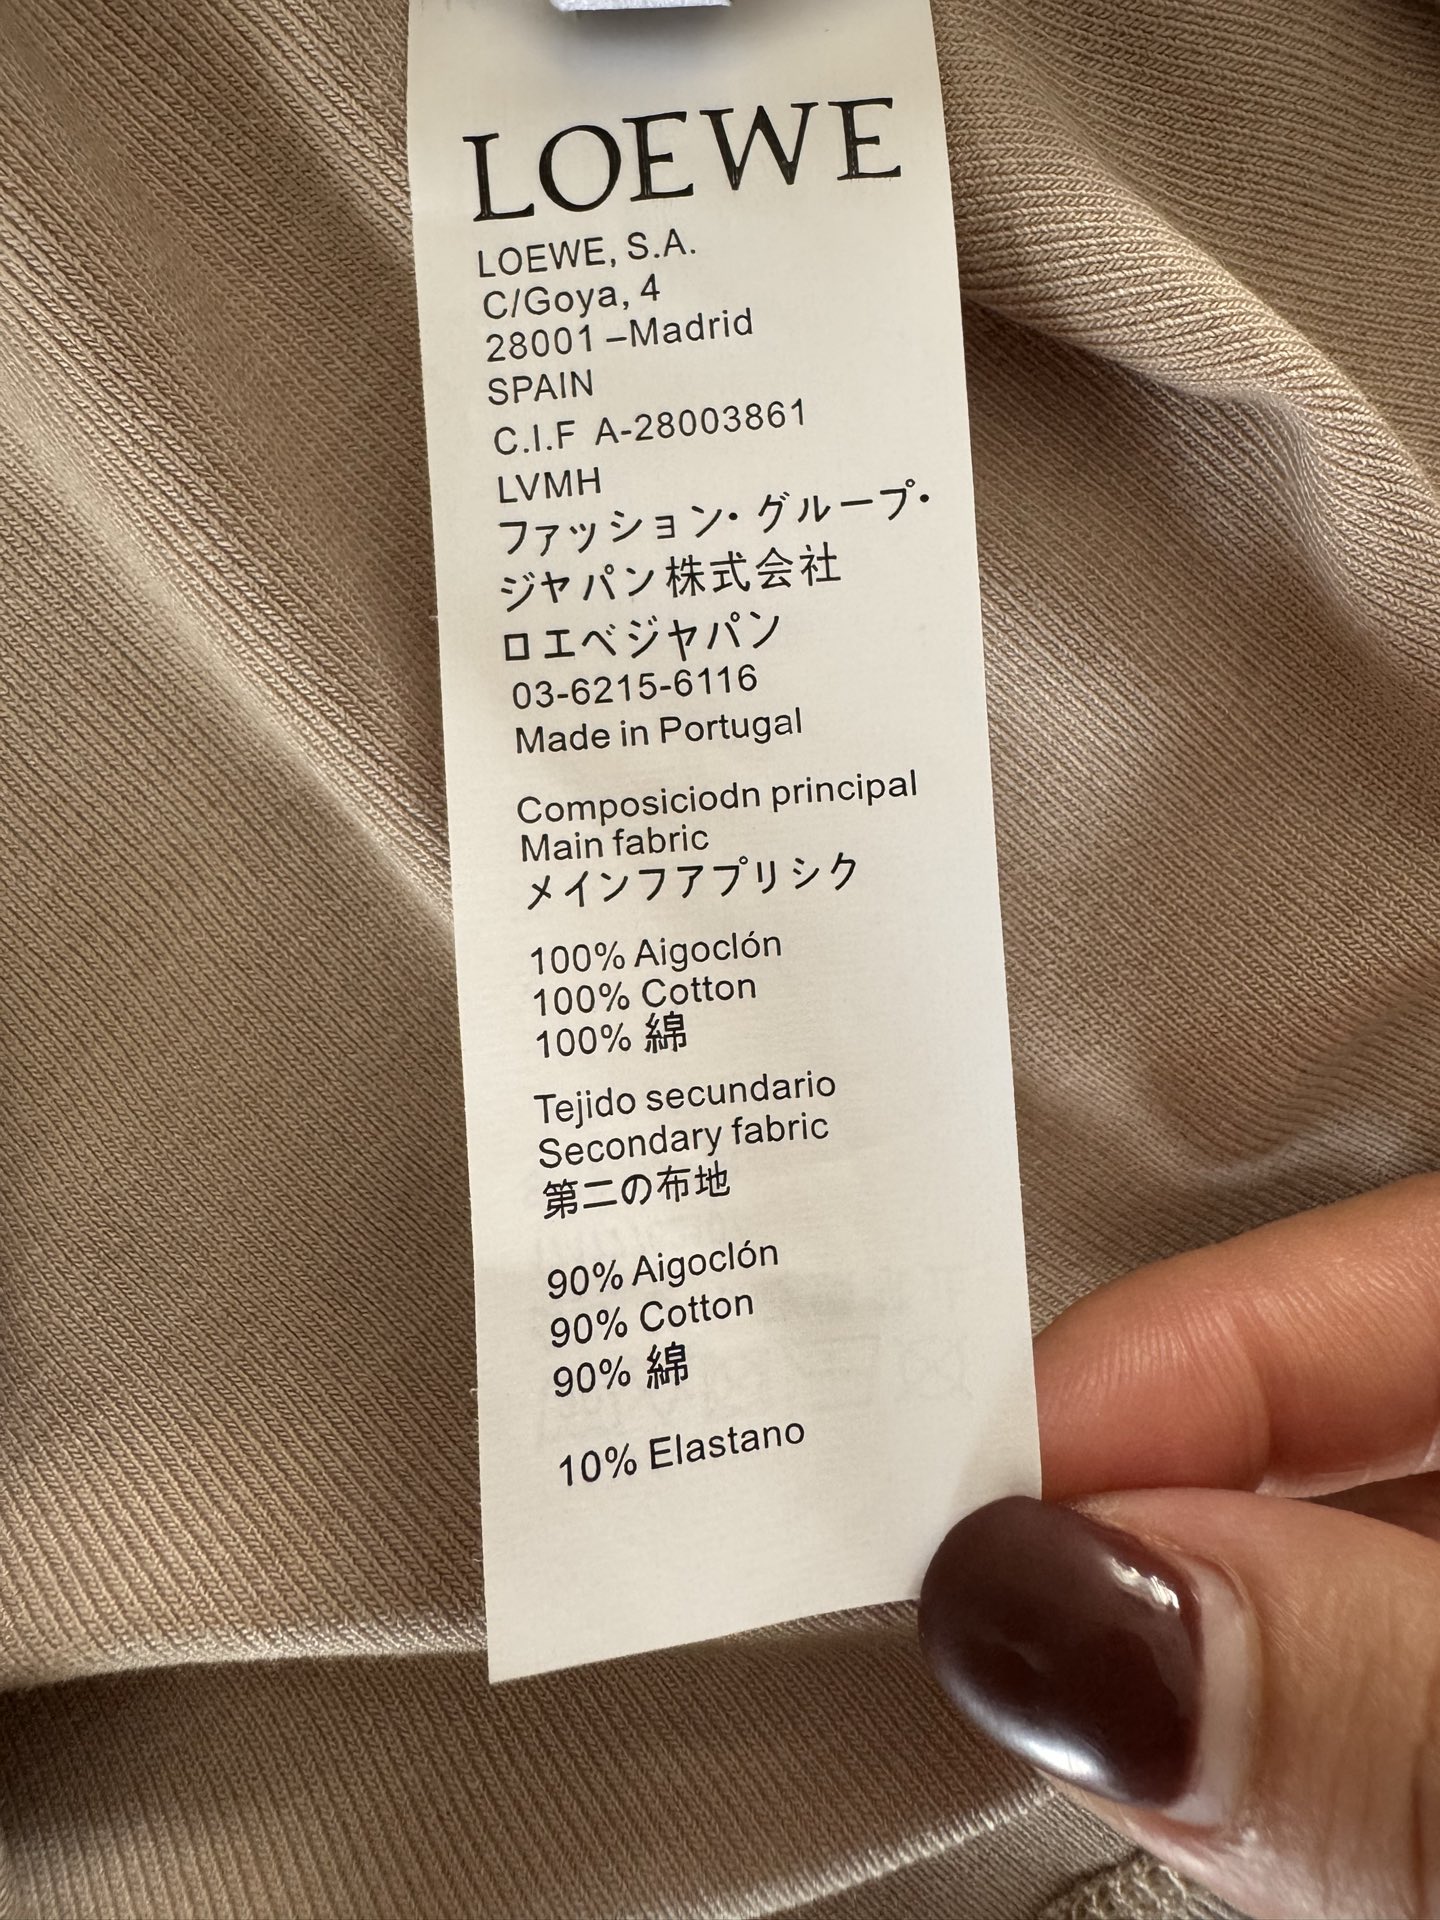 LOEWE
LOEWE, S.A.
C/Goya, 4
28001 –Madrid
SPAIN
C.I.F A-28003861
LVMH
ファッション・グループ・
ジヤパン株式会社
ロエベジヤパン
03-6215-6116
Made in Portugal
Composiciodn principal
Main fabric
メインフアプリシク
100% Aigoclón
100% Cotton
100% 綿
Tejido secundario
Secondary fabric
第二の布地
90% Aigoclón
90% Cotton
90% 綿
10% Elastano